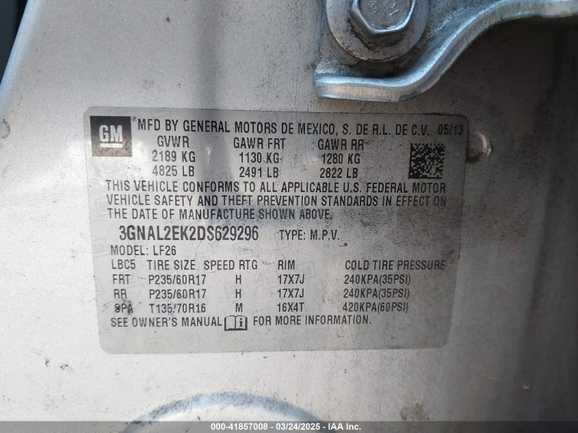 GM
MFD BY GENERAL MOTORS DE MEXICO, S. DE R.L. DE C.V. 05/13
GVWR GAWR FRT GAWR RR
2189 KG 1130 KG 1280 KG
4825 LB 2491 LB 2822 LB
THIS VEHICLE CONFORMS TO ALL APPLICABLE U.S. FEDERAL MOTOR
VEHICLE SAFETY AND THEFT PREVENTION STANDARDS IN EFFECT ON
THE DATE OF MANUFACTURE SHOWN ABOVE.
3GNAL2EK2DS629296 TYPE: M.P.V.
MODEL: LF26
LBC5 TIRE SIZE SPEED RTG RIM COLD TIRE PRESSURE
FRT P235/60R17 H 17X7J 240KPA(35PSI)
RR P235/60R17 H 17X7J 240KPA(35PSI)
SPA T135/70R16 M 16X4T 420KPA(60PSI)
SEE OWNER'S MANUAL i FOR MORE INFORMATION.
000-41857008 - 03/24/2025 - IAA Inc.